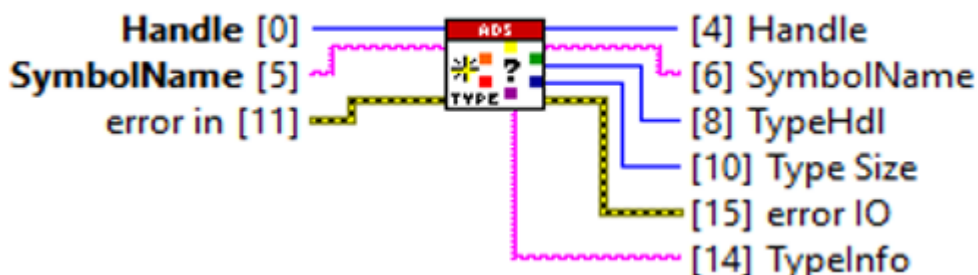 Handle [0]
SymbolName [5]
error in [11]
ADS
?
TYPE
[4] Handle
[6] SymbolName
[8] TypeHdl
[10] Type Size
[15] error IO
[14] TypeInfo